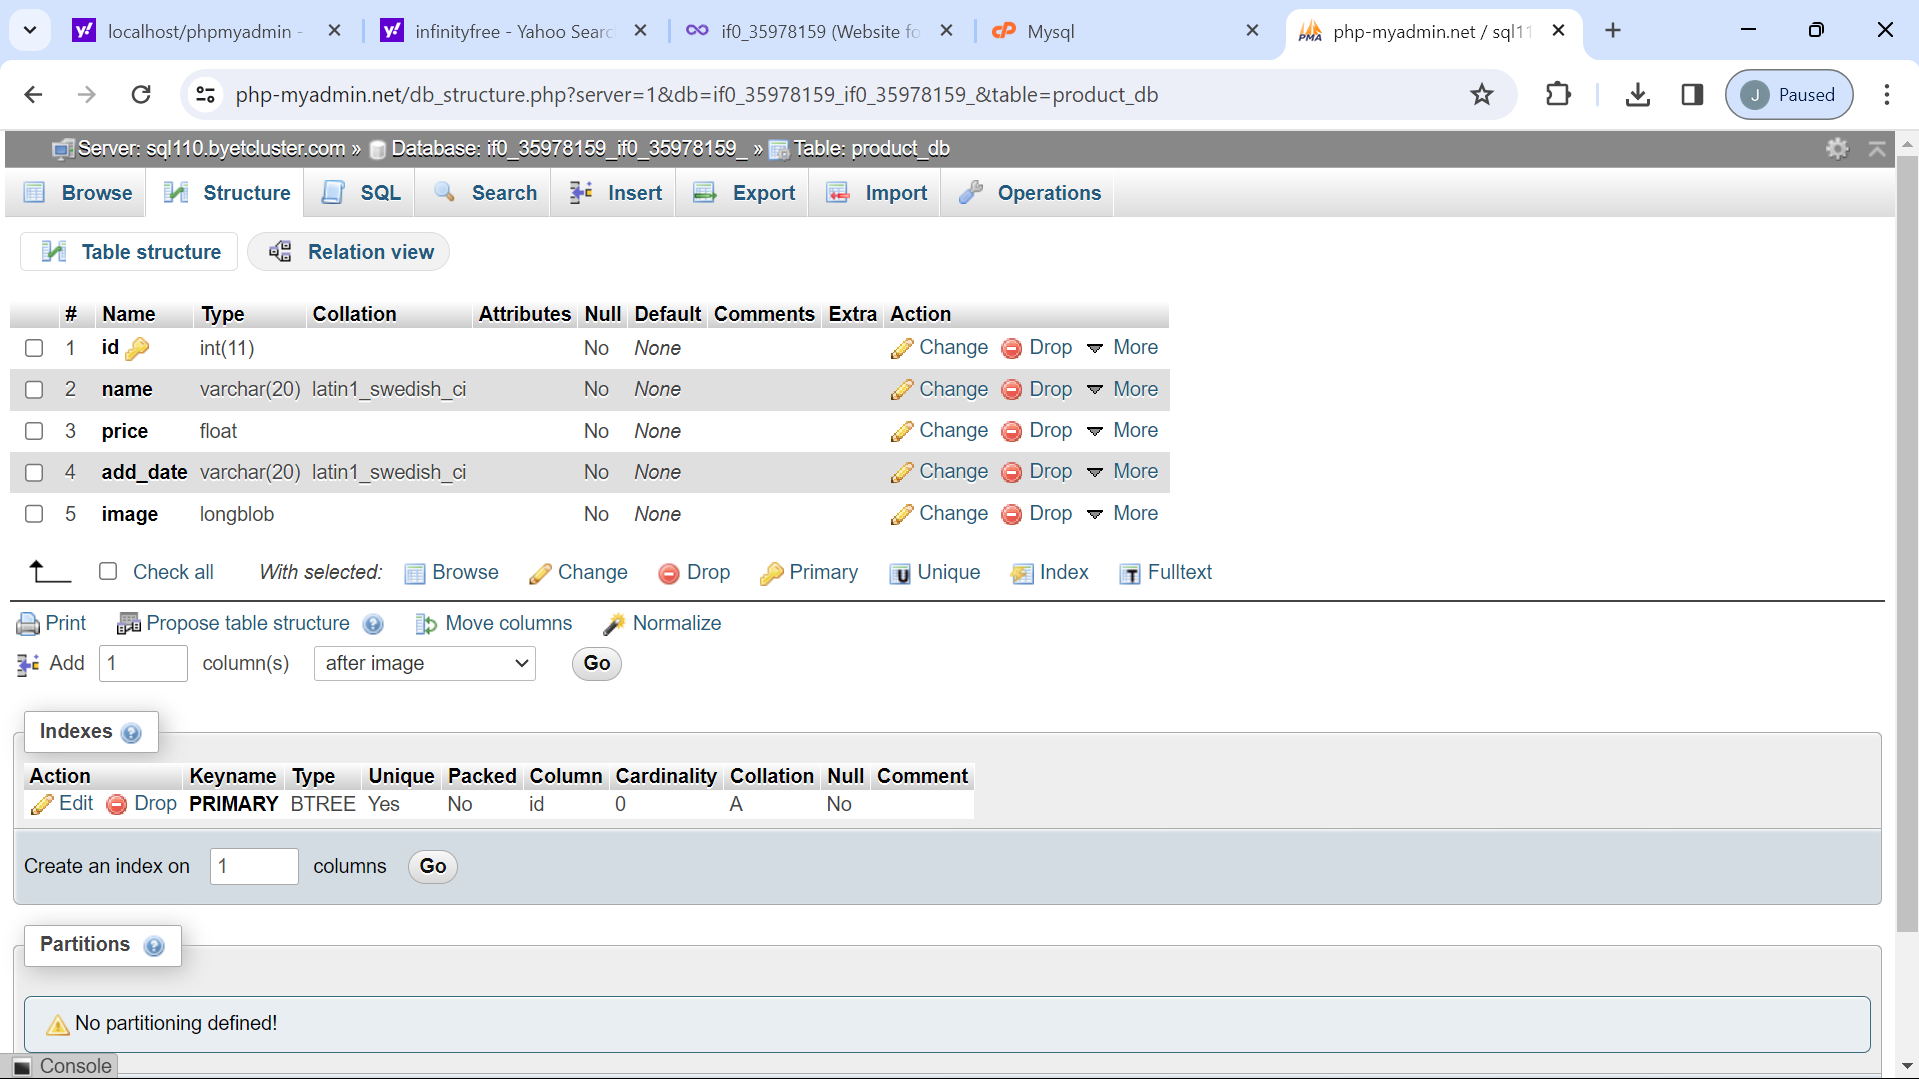 localhost/phpmyadmin -
infinityfree - Yahoo Searc
if0_35978159 (Website fo
Mysql
php-myadmin.net / sql11
php-myadmin.net/db_structure.php?server=1&db=if0_35978159_if0_35978159_&table=product_db
J Paused
Server: sql110.byetcluster.com » Database: if0_35978159_if0_35978159_ » Table: product_db
Browse Structure SQL Search Insert Export Import Operations
Table structure Relation view
# Name Type Collation Attributes Null Default Comments Extra Action
1 id int(11) No None Change Drop More
2 name varchar(20) latin1_swedish_ci No None Change Drop More
3 price float No None Change Drop More
4 add_date varchar(20) latin1_swedish_ci No None Change Drop More
5 image longblob No None Change Drop More
Check all With selected: Browse Change Drop Primary Unique Index Fulltext
Print Propose table structure Move columns Normalize
Add 1 column(s) after image Go
Indexes
Action Keyname Type Unique Packed Column Cardinality Collation Null Comment
Edit Drop PRIMARY BTREE Yes No id 0 A No
Create an index on 1 columns Go
Partitions
No partitioning defined!
Console